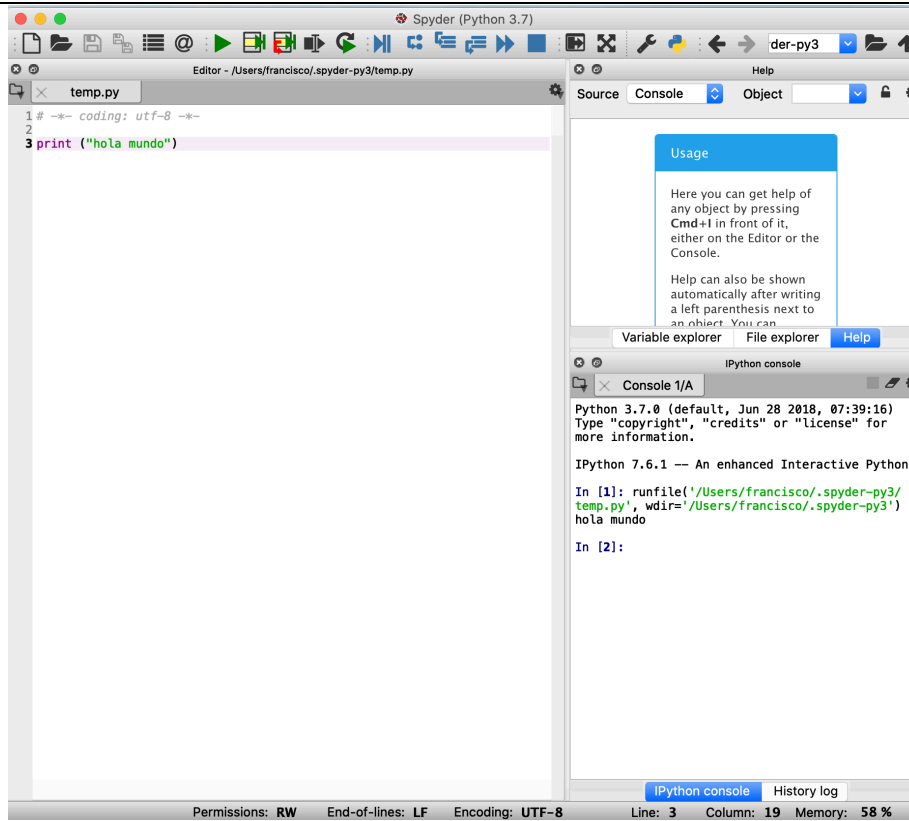 Spyder (Python 3.7)
der-py3
Editor - /Users/francisco/.spyder-py3/temp.py
temp.py
1 # -*- coding: utf-8 -*-
2
3 print ("hola mundo")
Help
Source Console Object
Usage
Here you can get help of
any object by pressing
Cmd+I in front of it,
either on the Editor or the
Console.
Help can also be shown
automatically after writing
a left parenthesis next to
an object. You can
Variable explorer File explorer Help
IPython console
Console 1/A
Python 3.7.0 (default, Jun 28 2018, 07:39:16)
Type "copyright", "credits" or "license" for
more information.
IPython 7.6.1 -- An enhanced Interactive Python
In [1]: runfile('/Users/francisco/.spyder-py3/
temp.py', wdir='/Users/francisco/.spyder-py3')
hola mundo
In [2]:
IPython console History log
Permissions: RW End-of-lines: LF Encoding: UTF-8 Line: 3 Column: 19 Memory: 58 %